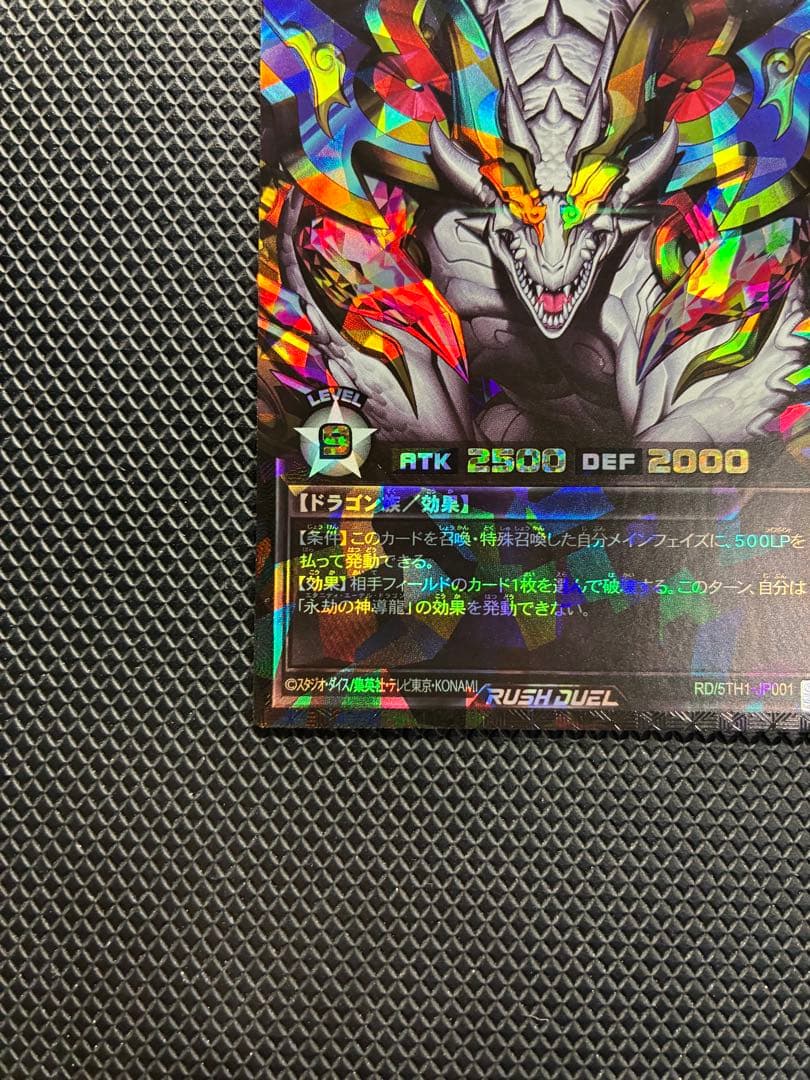 LEVEL
9
ATK 2500 DEF 2000
【ドラゴン族/効果】
【条件】このカードを召喚・特殊召喚した自分メインフェイズに、500LPを
払って発動できる。
【効果】相手フィールドのカード1枚を選んで破壊する。このターン、自分は
「永劫の神導龍」の効果を発動できない。
©スタジオ・ダイス/集英社・テレビ東京・KONAMI
RUSH DUEL
RD/5TH1-JP001